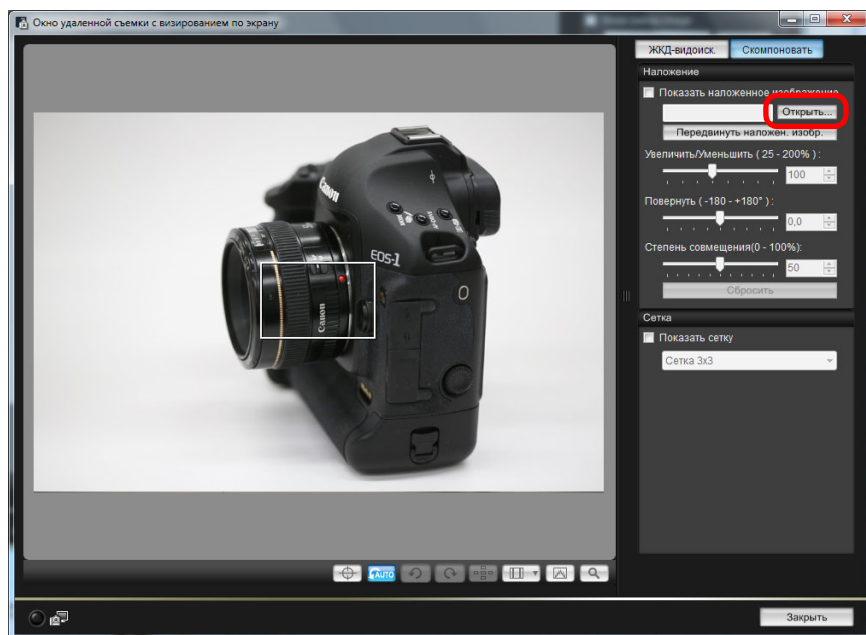 Окно удаленной съемки с визированием по экрану
ЖКД-видоиск. Скомпоновать
Наложение
Показать наложенное изображение
Открыть...
Передвинуть наложен. изобр.
Увеличить/Уменьшить ( 25 - 200% ) :
100
Повернуть ( -180 - +180° ) :
0,0
Степень совмещения(0 - 100%):
50
Сбросить
Сетка
Показать сетку
Сетка 3x3
Canon
EOS-1
Canon
AUTO
Закрыть